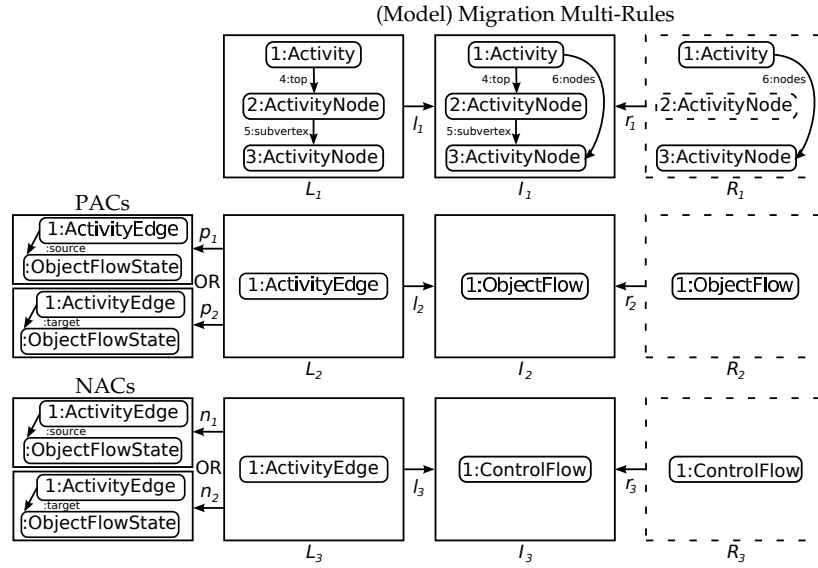 (Model) Migration Multi-Rules
1:Activity
4:top
2:ActivityNode
5:subvertex
3:ActivityNode
L1
l1
1:Activity
4:top
6:nodes
2:ActivityNode
5:subvertex
3:ActivityNode
I1
r1
1:Activity
6:nodes
2:ActivityNode
3:ActivityNode
R1
PACs
1:ActivityEdge
:source
:ObjectFlowState
p1
OR
1:ActivityEdge
:target
:ObjectFlowState
p2
1:ActivityEdge
L2
l2
1:ObjectFlow
I2
r2
1:ObjectFlow
R2
NACs
1:ActivityEdge
:source
:ObjectFlowState
n1
OR
1:ActivityEdge
:target
:ObjectFlowState
n2
1:ActivityEdge
L3
l3
1:ControlFlow
I3
r3
1:ControlFlow
R3